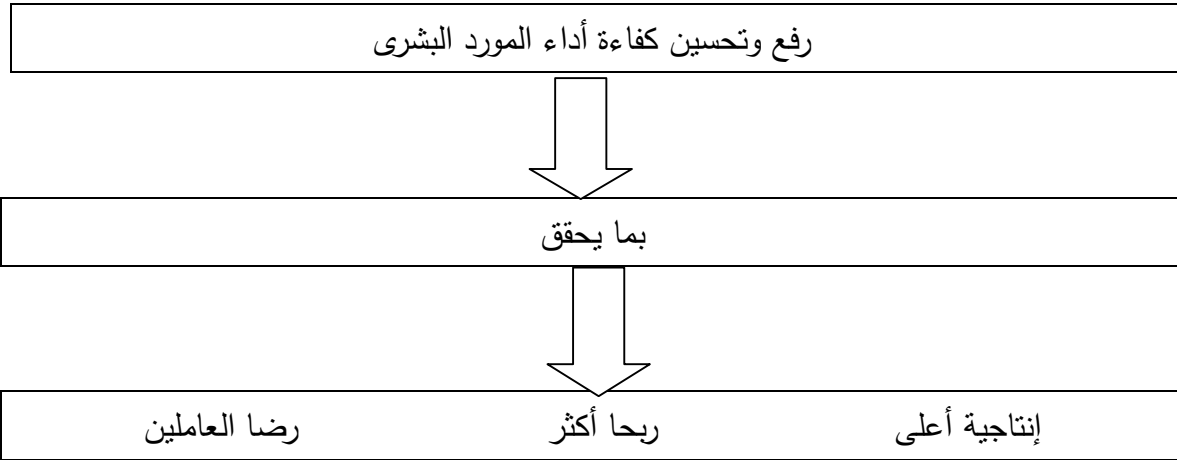 رفع وتحسين كفاءة أداء المورد البشرى
بما يحقق
إنتاجية أعلى ربحا أكثر رضا العاملين